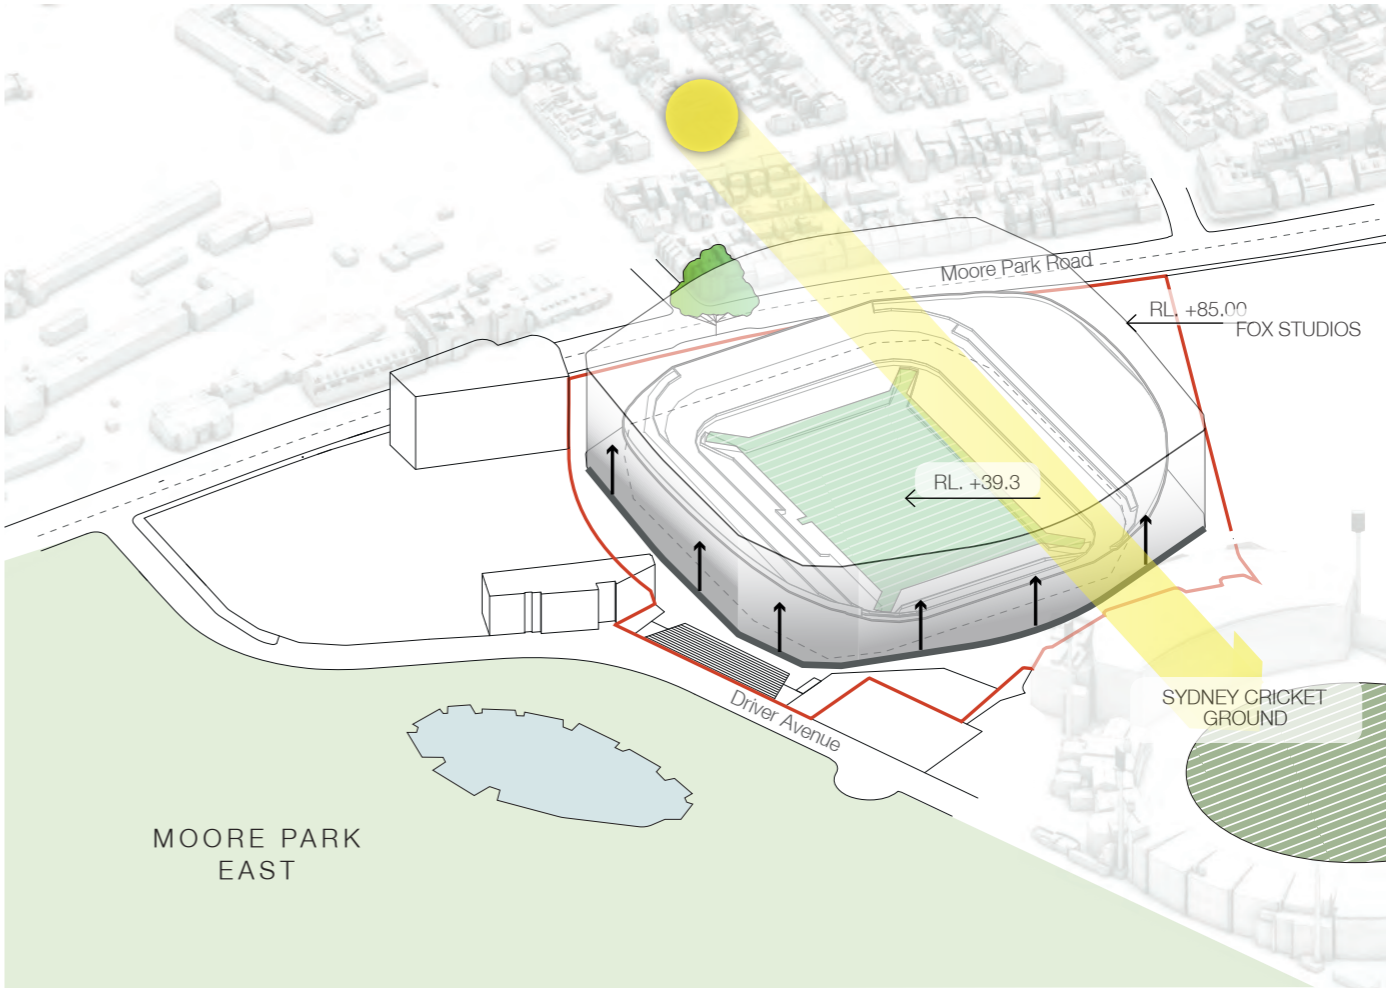 Moore Park Road
RL. +85.00
FOX STUDIOS
RL. +39.3
SYDNEY CRICKET
GROUND
Driver Avenue
MOORE PARK
EAST